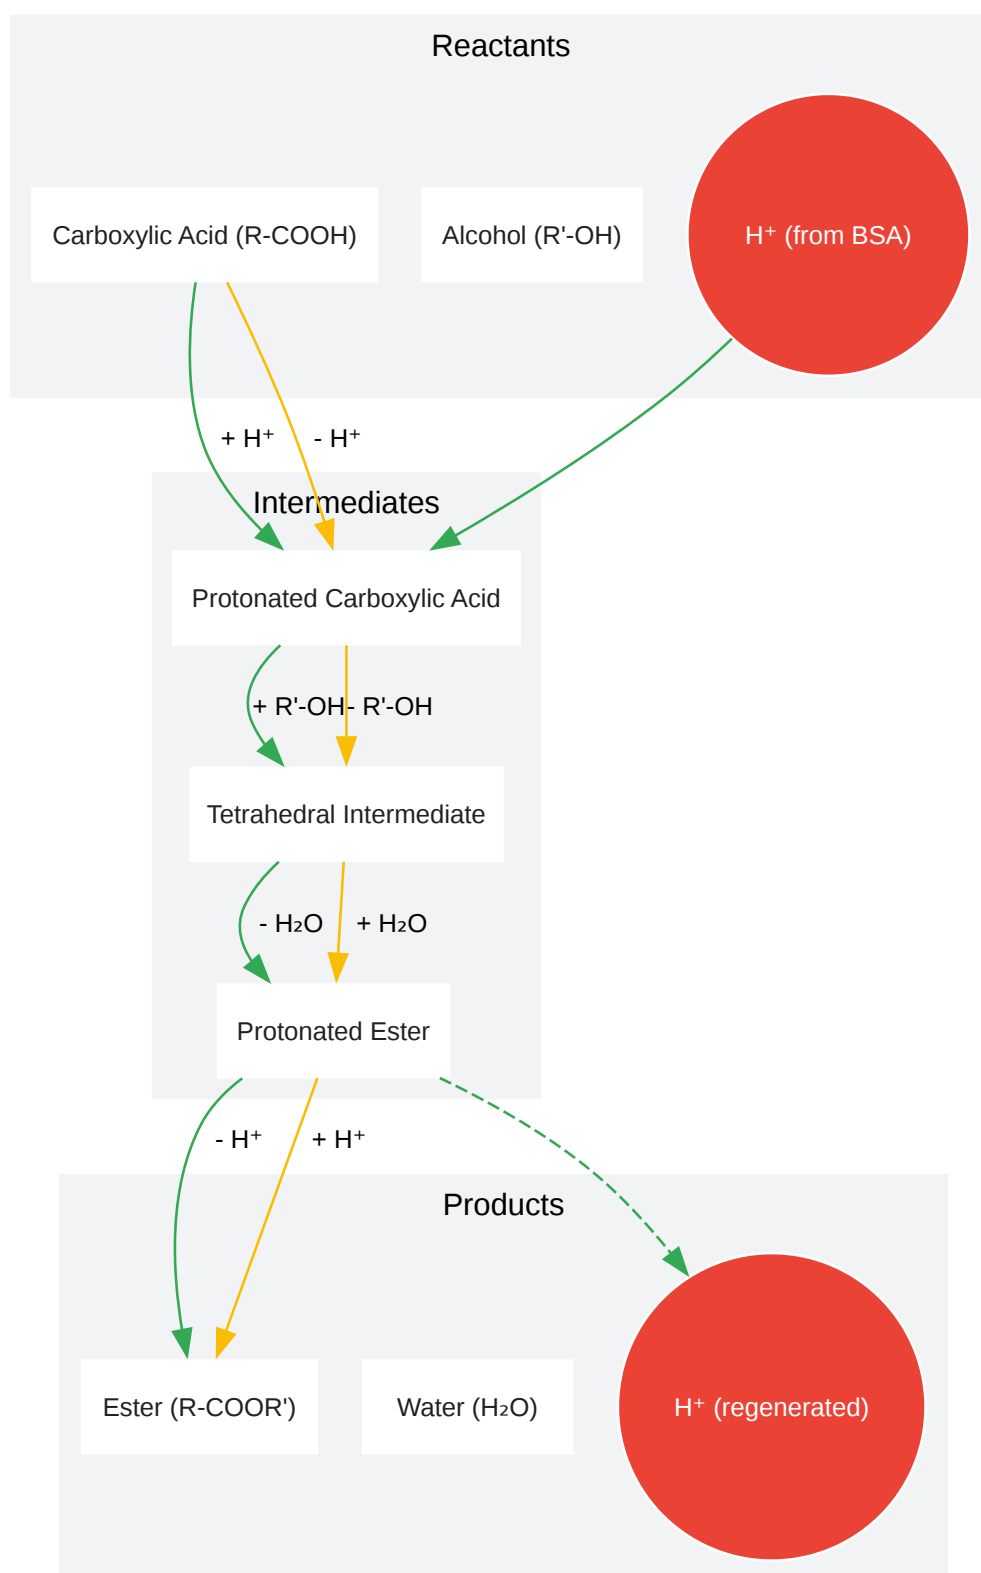 Reactants
Carboxylic Acid (R-COOH)
Alcohol (R'-OH)
H⁺ (from BSA)
+ H⁺
- H⁺
Intermediates
Protonated Carboxylic Acid
+ R'-OH
- R'-OH
Tetrahedral Intermediate
- H₂O
+ H₂O
Protonated Ester
- H⁺
+ H⁺
Products
Ester (R-COOR')
Water (H₂O)
H⁺ (regenerated)